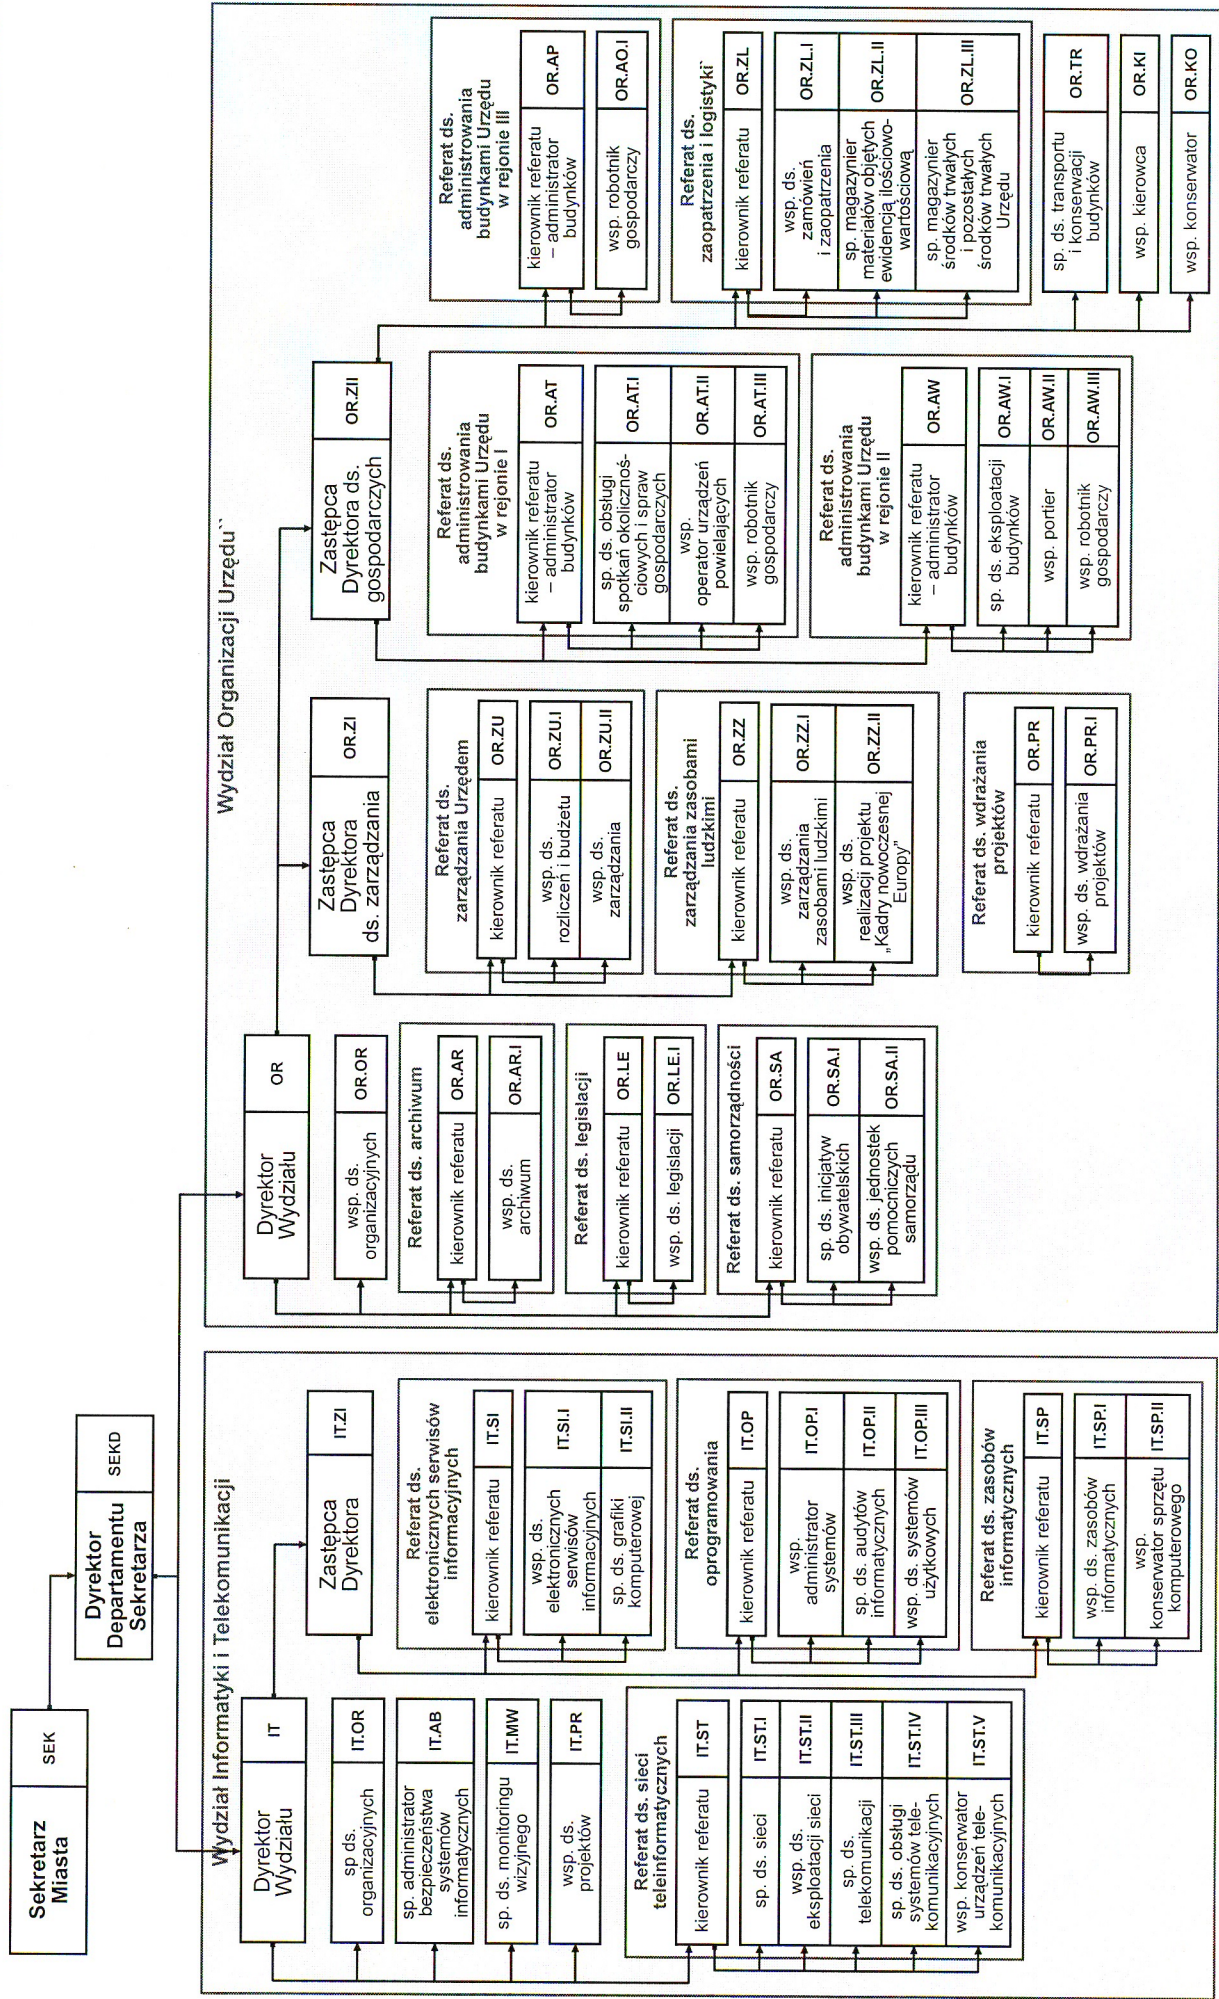 Sekretarz
Miasta
SEK
Dyrektor
Departamentu
Sekretarza
SEKD
Wydział Informatyki i Telekomunikacji
Dyrektor
Wydziału
IT
sp ds.
organizacyjnych
IT.OR
sp. administrator
bezpieczeństwa
systemów
informatycznych
IT.AB
sp. ds. monitoringu
wizyjnego
IT.MW
wsp. ds.
projektów
IT.PR
Referat ds. sieci
teleinformatycznych
kierownik referatu
IT.ST
sp. ds. sieci
IT.ST.I
wsp. ds.
eksploatacji sieci
IT.ST.II
sp. ds.
telekomunikacji
IT.ST.III
sp. ds. obsługi
systemów tele-
komunikacyjnych
IT.ST.IV
wsp. konserwator
urządzeń tele-
komunikacyjnych
IT.ST.V
Zastępca
Dyrektora
IT.ZI
Referat ds.
elektronicznych serwisów
informacyjnych
kierownik referatu
IT.SI
wsp. ds.
elektronicznych
serwisów
informacyjnych
IT.SI.I
sp. ds. grafiki
komputerowej
IT.SI.II
Referat ds.
oprogramowania
kierownik referatu
IT.OP
wsp.
administrator
systemów
IT.OP.I
sp. ds. audytów
informatycznych
IT.OP.II
wsp. ds. systemów
użytkowych
IT.OP.III
Referat ds. zasobów
informatycznych
kierownik referatu
IT.SP
wsp. ds. zasobów
informatycznych
IT.SP.I
wsp.
konserwator sprzętu
komputerowego
IT.SP.II
Wydział Organizacji Urzędu``
Dyrektor
Wydziału
OR
wsp. ds.
organizacyjnych
OR.OR
Referat ds. archiwum
kierownik referatu
OR.AR
wsp. ds.
archiwum
OR.AR.I
Referat ds. legislacji
kierownik referatu
OR.LE
wsp. ds. legislacji
OR.LE.I
Referat ds. samorządności
kierownik referatu
OR.SA
sp. ds. inicjatyw
obywatelskich
OR.SA.I
wsp. ds. jednostek
pomocniczych
samorządu
OR.SA.II
Zastępca
Dyrektora
ds. zarządzania
OR.ZI
Referat ds.
zarządzania Urzędem
kierownik referatu
OR.ZU
wsp. ds.
rozliczeń i budżetu
OR.ZU.I
wsp. ds.
zarządzania
OR.ZU.II
Referat ds.
zarządzania zasobami
ludzkimi
kierownik referatu
OR.ZZ
wsp. ds.
zarządzania
zasobami ludzkimi
OR.ZZ.I
wsp. ds.
realizacji projektu
„Kadry nowoczesnej
Europy”
OR.ZZ.II
Referat ds. wdrażania
projektów
kierownik referatu
OR.PR
wsp. ds. wdrażania
projektów
OR.PR.I
Zastępca
Dyrektora ds.
gospodarczych
OR.ZII
Referat ds.
administrowania
budynkami Urzędu
w rejonie I
kierownik referatu
– administrator
budynków
OR.AT
sp. ds. obsługi
spotkań okolicznoś-
ciowych i spraw
gospodarczych
OR.AT.I
wsp.
operator urządzeń
powielających
OR.AT.II
wsp. robotnik
gospodarczy
OR.AT.III
Referat ds.
administrowania
budynkami Urzędu
w rejonie II
kierownik referatu
– administrator
budynków
OR.AW
sp. ds. eksploatacji
budynków
OR.AW.I
wsp. portier
OR.AW.II
wsp. robotnik
gospodarczy
OR.AW.III
Referat ds.
administrowania
budynkami Urzędu
w rejonie III
kierownik referatu
– administrator
budynków
OR.AP
wsp. robotnik
gospodarczy
OR.AO.I
Referat ds.
zaopatrzenia i logistyki`
kierownik referatu
OR.ZL
wsp. ds.
zamówień
i zaopatrzenia
OR.ZL.I
sp. magazynier
materiałów objętych
ewidencją ilościowo-
wartościową
OR.ZL.II
sp. magazynier
środków trwałych
i pozostałych
środków trwałych
Urzędu
OR.ZL.III
sp. ds. transportu
i konserwacji
budynków
OR.TR
wsp. kierowca
OR.KI
wsp. konserwator
OR.KO